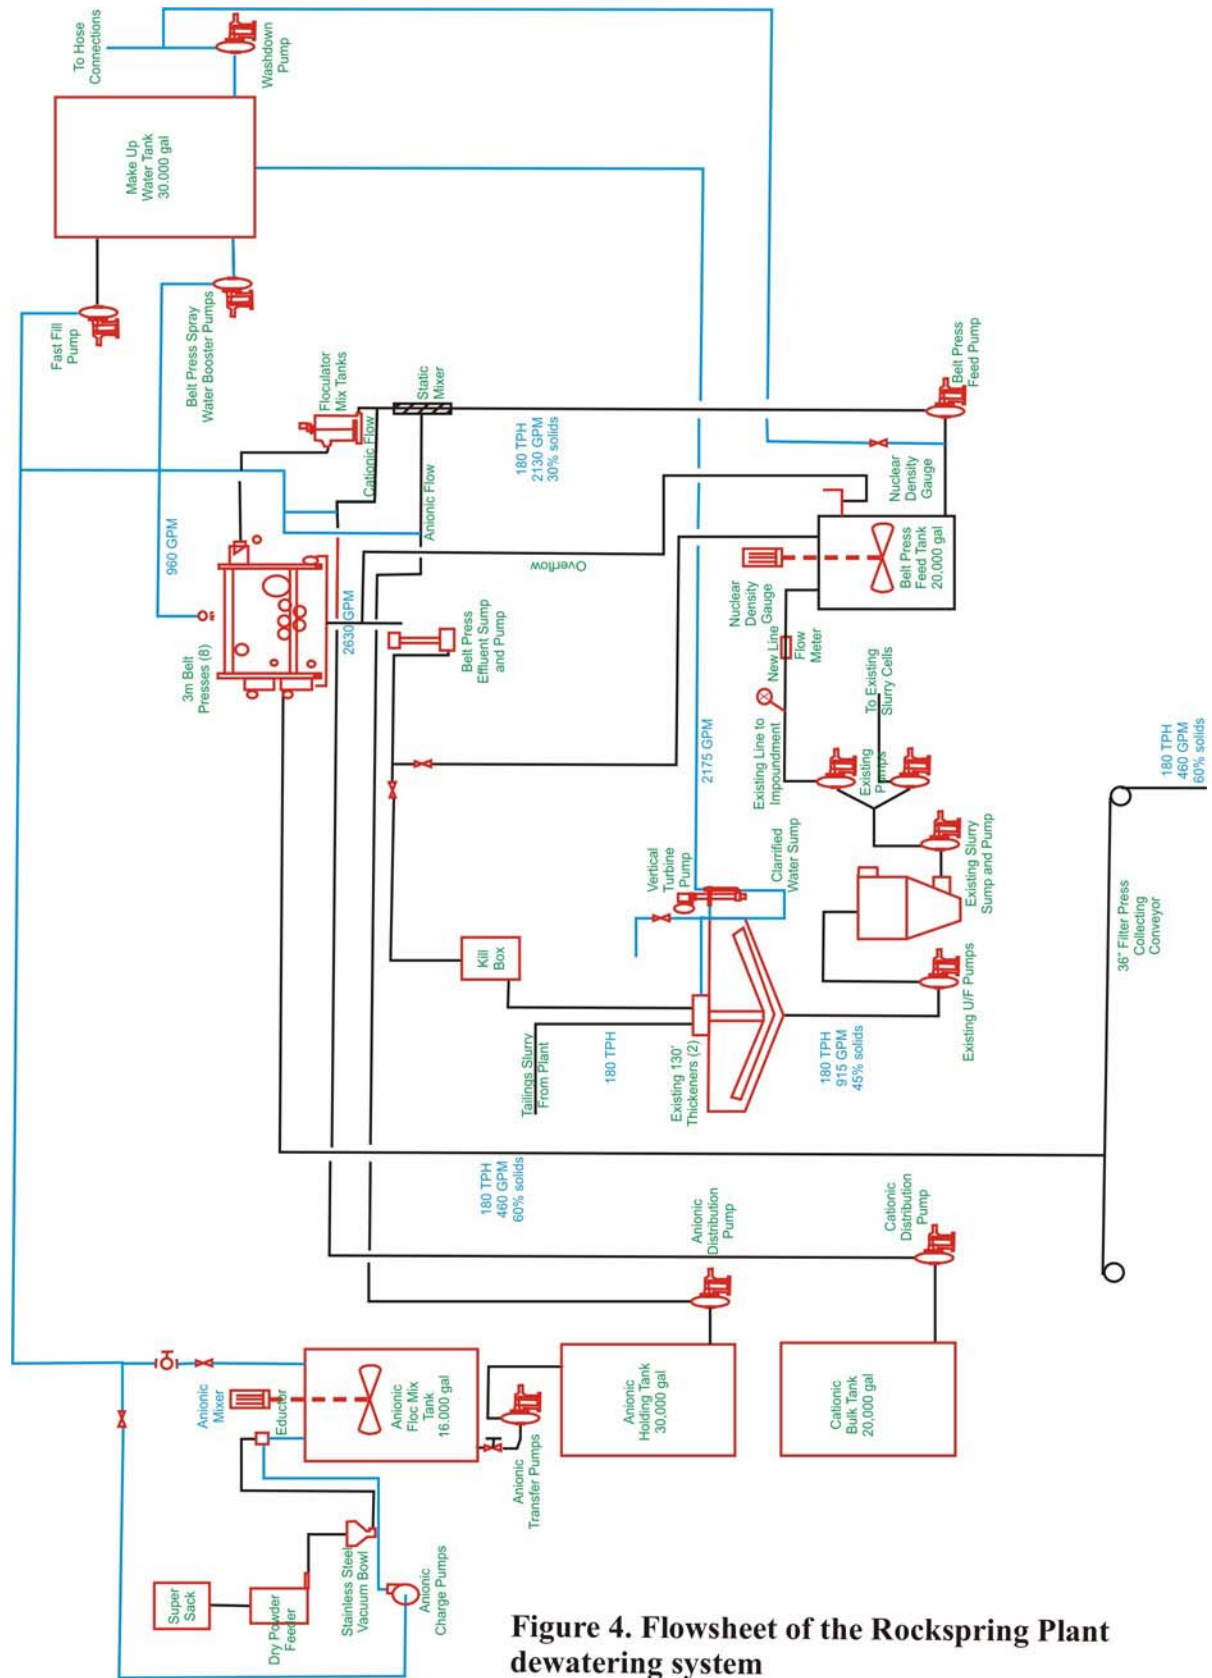 To Hose
Connections
Washdown
Pump
Make Up
Water Tank
30.000 gal
Fast Fill
Pump
Belt Press Spray
Water Booster Pumps
Floculator
Mix Tanks
Static
Mixer
Cationic Flow
Anionic Flow
180 TPH
2130 GPM
30% solids
Belt Press
Feed Pump
Nuclear
Density
Gauge
960 GPM
3m Belt
Presses (8)
2630 GPM
Overflow
Belt Press
Effluent Sump
and Pump
Nuclear
Density
Gauge
Belt Press
Feed Tank
20,000 gal
New Line
Flow
Meter
To Existing
Slurry Cells
Existing Line to
Impoundment
Existing
Pumps
2175 GPM
Vertical
Turbine
Pump
Clarrified
Water Sump
Existing Slurry
Sump and Pump
Kill
Box
Existing U/F Pumps
180 TPH
Tailings Slurry
From Plant
Existing 130'
Thickeners (2)
180 TPH
915 GPM
45% solids
36" Filter Press
Collecting
Conveyor
180 TPH
460 GPM
60% solids
180 TPH
460 GPM
60% solids
Anionic
Distribution
Pump
Cationic
Distribution
Pump
Anionic
Mixer
Eductor
Anionic
Floc Mix
Tank
16.000 gal
Anionic
Transfer Pumps
Anionic
Holding Tank
30,000 gal
Cationic
Bulk Tank
20,000 gal
Super
Sack
Dry Powder
Feeder
Stainless Steel
Vacuum Bowl
Anionic
Charge Pumps
Figure 4. Flowsheet of the Rockspring Plant
dewatering system